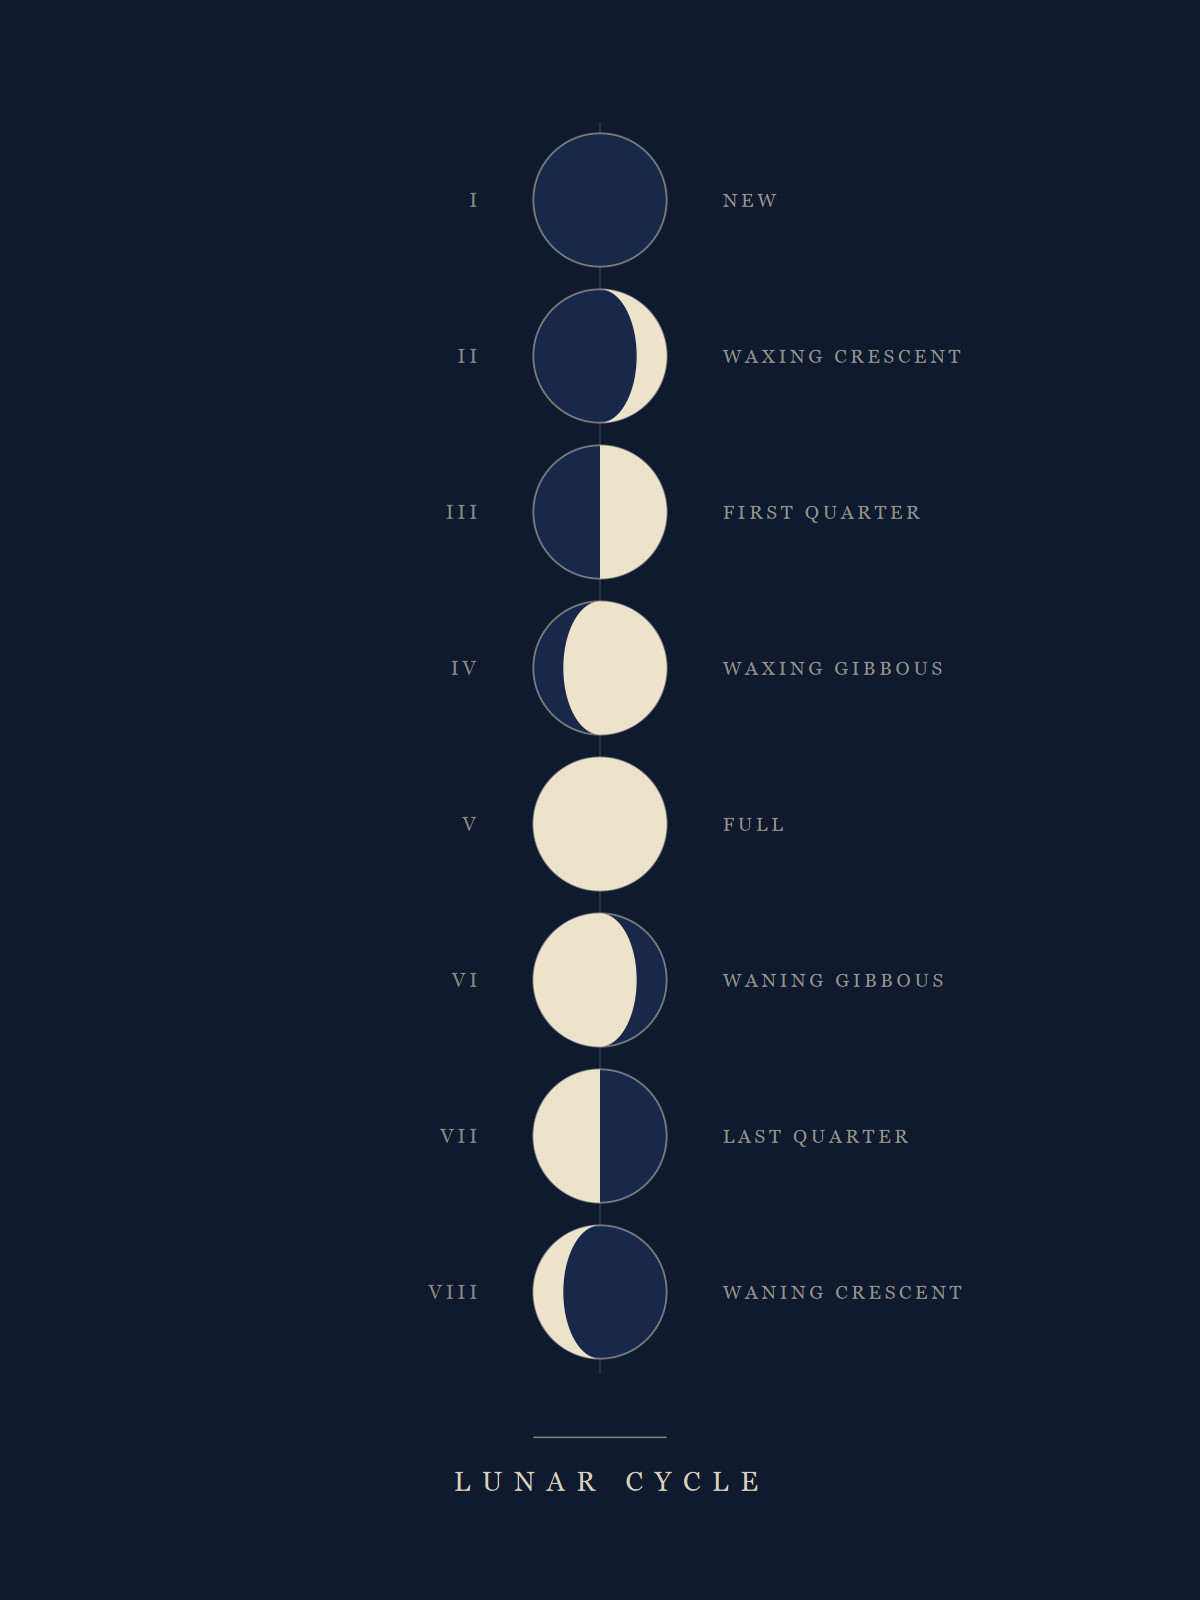 I NEW
II WAXING CRESCENT
III FIRST QUARTER
IV WAXING GIBBOUS
V FULL
VI WANING GIBBOUS
VII LAST QUARTER
VIII WANING CRESCENT
LUNAR CYCLE